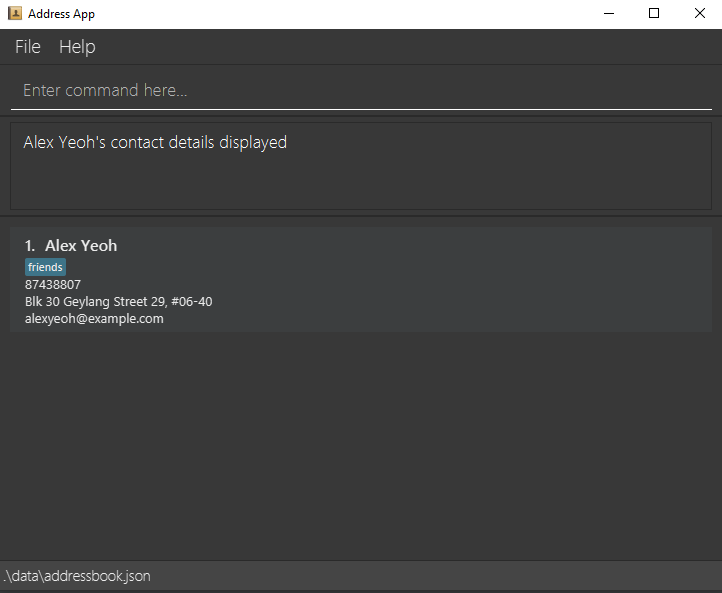 Address App
File Help
Enter command here...
Alex Yeoh's contact details displayed
1. Alex Yeoh
friends
87438807
Blk 30 Geylang Street 29, #06-40
alexyeoh@example.com
.\data\addressbook.json